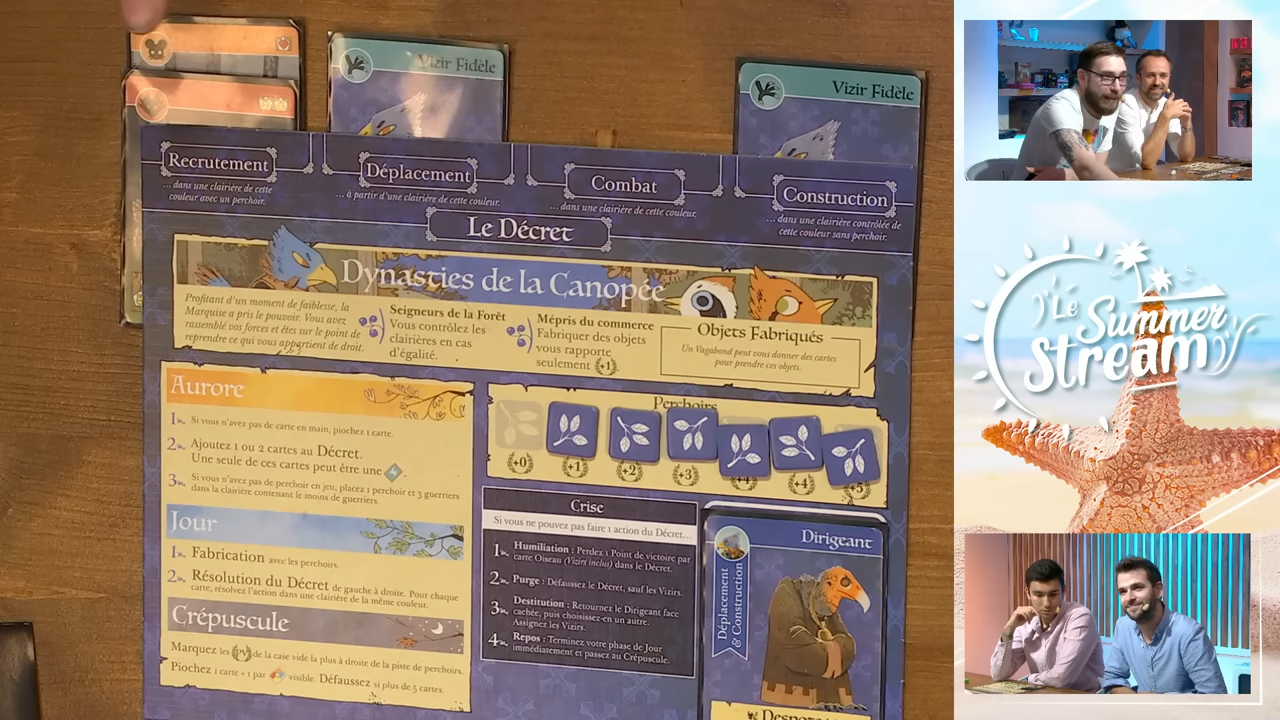 Vizir Fidèle
Vizir Fidèle
Recrutement
... dans une clairière de cette
couleur avec un perchoir.
Déplacement
... à partir d'une clairière de cette couleur.
Combat
... dans une clairière de cette couleur.
Construction
... dans une clairière contrôlée de
cette couleur sans perchoir.
Le Décret
Dynasties de la Canopée
Profitant d'un moment de faiblesse, la
Marquise a pris le pouvoir. Vous avez
rassemblé vos forces et êtes sur le point de
reprendre ce qui vous appartient de droit.
Seigneurs de la Forêt
Vous contrôlez les
clairières en cas
d'égalité.
Mépris du commerce
Fabriquer des objets
vous rapporte
seulement +1.
Objets Fabriqués
Un Vagabond peut vous donner des cartes
pour prendre ces objets.
Aurore
1 Si vous n'avez pas de carte en main, piochez 1 carte.
2 Ajoutez 1 ou 2 cartes au Décret.
Une seule de ces cartes peut être une .
3 Si vous n'avez pas de perchoir en jeu, placez 1 perchoir et 3 guerriers
dans la clairière contenant le moins de guerriers.
Jour
1 Fabrication avec les perchoirs.
2 Résolution du Décret de gauche à droite. Pour chaque
carte, résolvez l'action dans une clairière de la même couleur.
Crépuscule
Marquez les PV de la case vide la plus à droite de la piste de perchoirs.
Piochez 1 carte + 1 par visible. Défaussez si plus de 5 cartes.
Perchoirs
+0 +1 +2 +3 +4 +4 +5
Crise
Si vous ne pouvez pas faire 1 action du Décret...
1 Humiliation : Perdez 1 Point de victoire par
carte Oiseau (Vizirs inclus) dans le Décret.
2 Purge : Défaussez le Décret, sauf les Vizirs.
3 Destitution : Retournez le Dirigeant face
cachée, puis choisissez-en un autre.
Assignez les Vizirs.
4 Repos : Terminez votre phase de Jour
immédiatement et passez au Crépuscule.
Dirigeant
Déplacement
& Construction
Le Summer
Stream